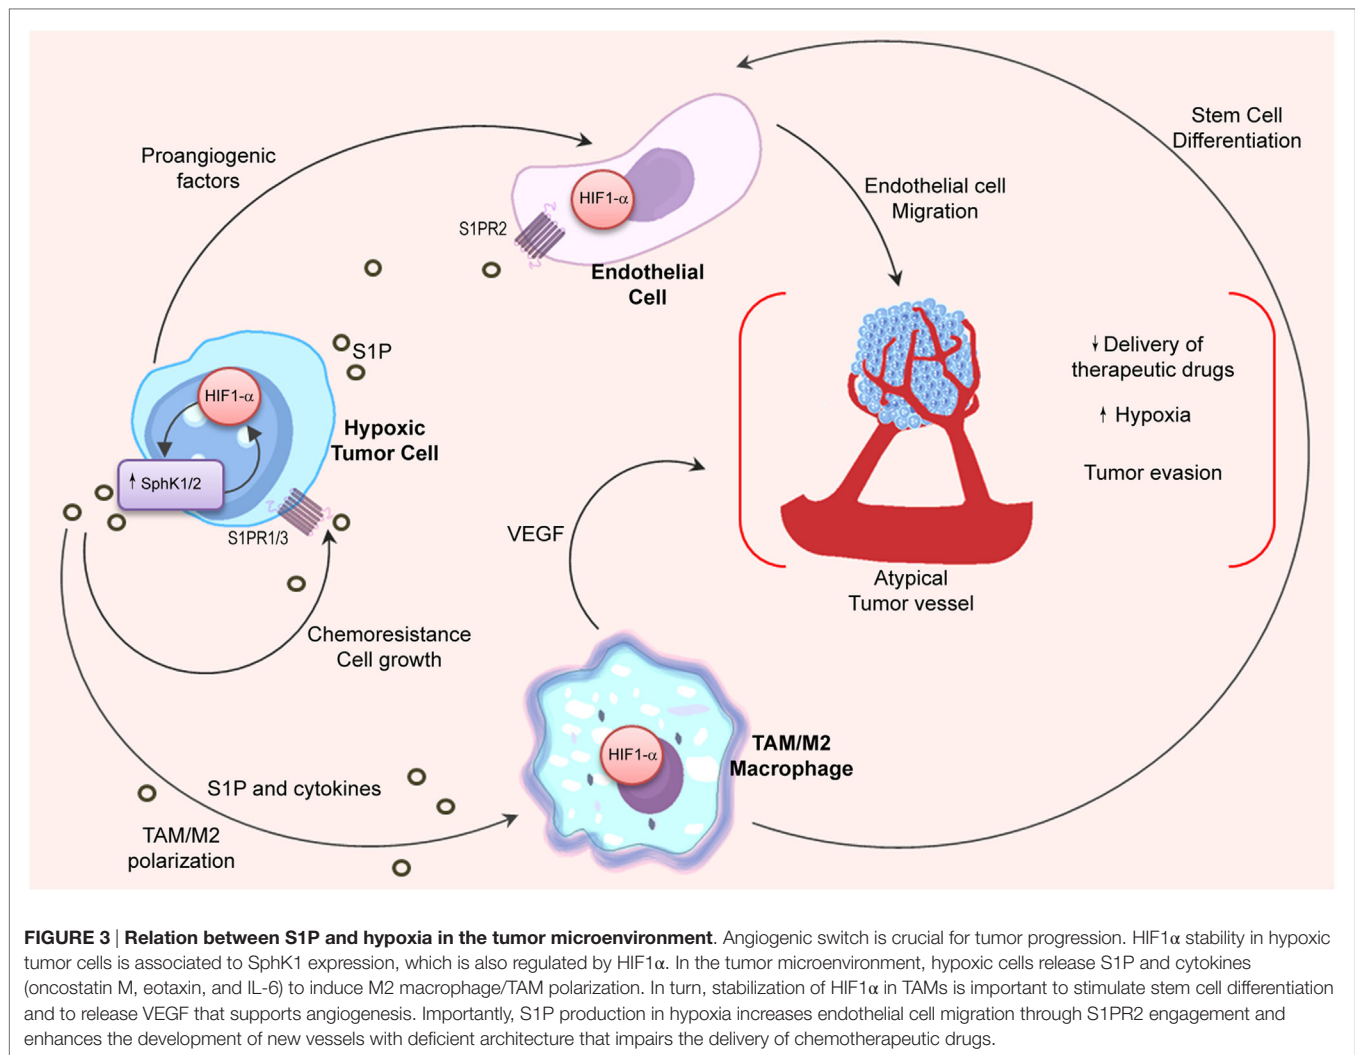 Stem Cell
Differentiation
Proangiogenic
factors
Endothelial cell
Migration
HIF1-α
S1PR2
Endothelial
Cell
S1P
↓ Delivery of
therapeutic drugs
↑ Hypoxia
Tumor evasion
HIF1-α
Hypoxic
Tumor Cell
↑ SphK1/2
S1PR1/3
VEGF
Atypical
Tumor vessel
Chemoresistance
Cell growth
HIF1-α
TAM/M2
Macrophage
S1P and cytokines
TAM/M2
polarization
FIGURE 3 | Relation between S1P and hypoxia in the tumor microenvironment. Angiogenic switch is crucial for tumor progression. HIF1α stability in hypoxic
tumor cells is associated to SphK1 expression, which is also regulated by HIF1α. In the tumor microenvironment, hypoxic cells release S1P and cytokines
(oncostatin M, eotaxin, and IL-6) to induce M2 macrophage/TAM polarization. In turn, stabilization of HIF1α in TAMs is important to stimulate stem cell differentiation
and to release VEGF that supports angiogenesis. Importantly, S1P production in hypoxia increases endothelial cell migration through S1PR2 engagement and
enhances the development of new vessels with deficient architecture that impairs the delivery of chemotherapeutic drugs.